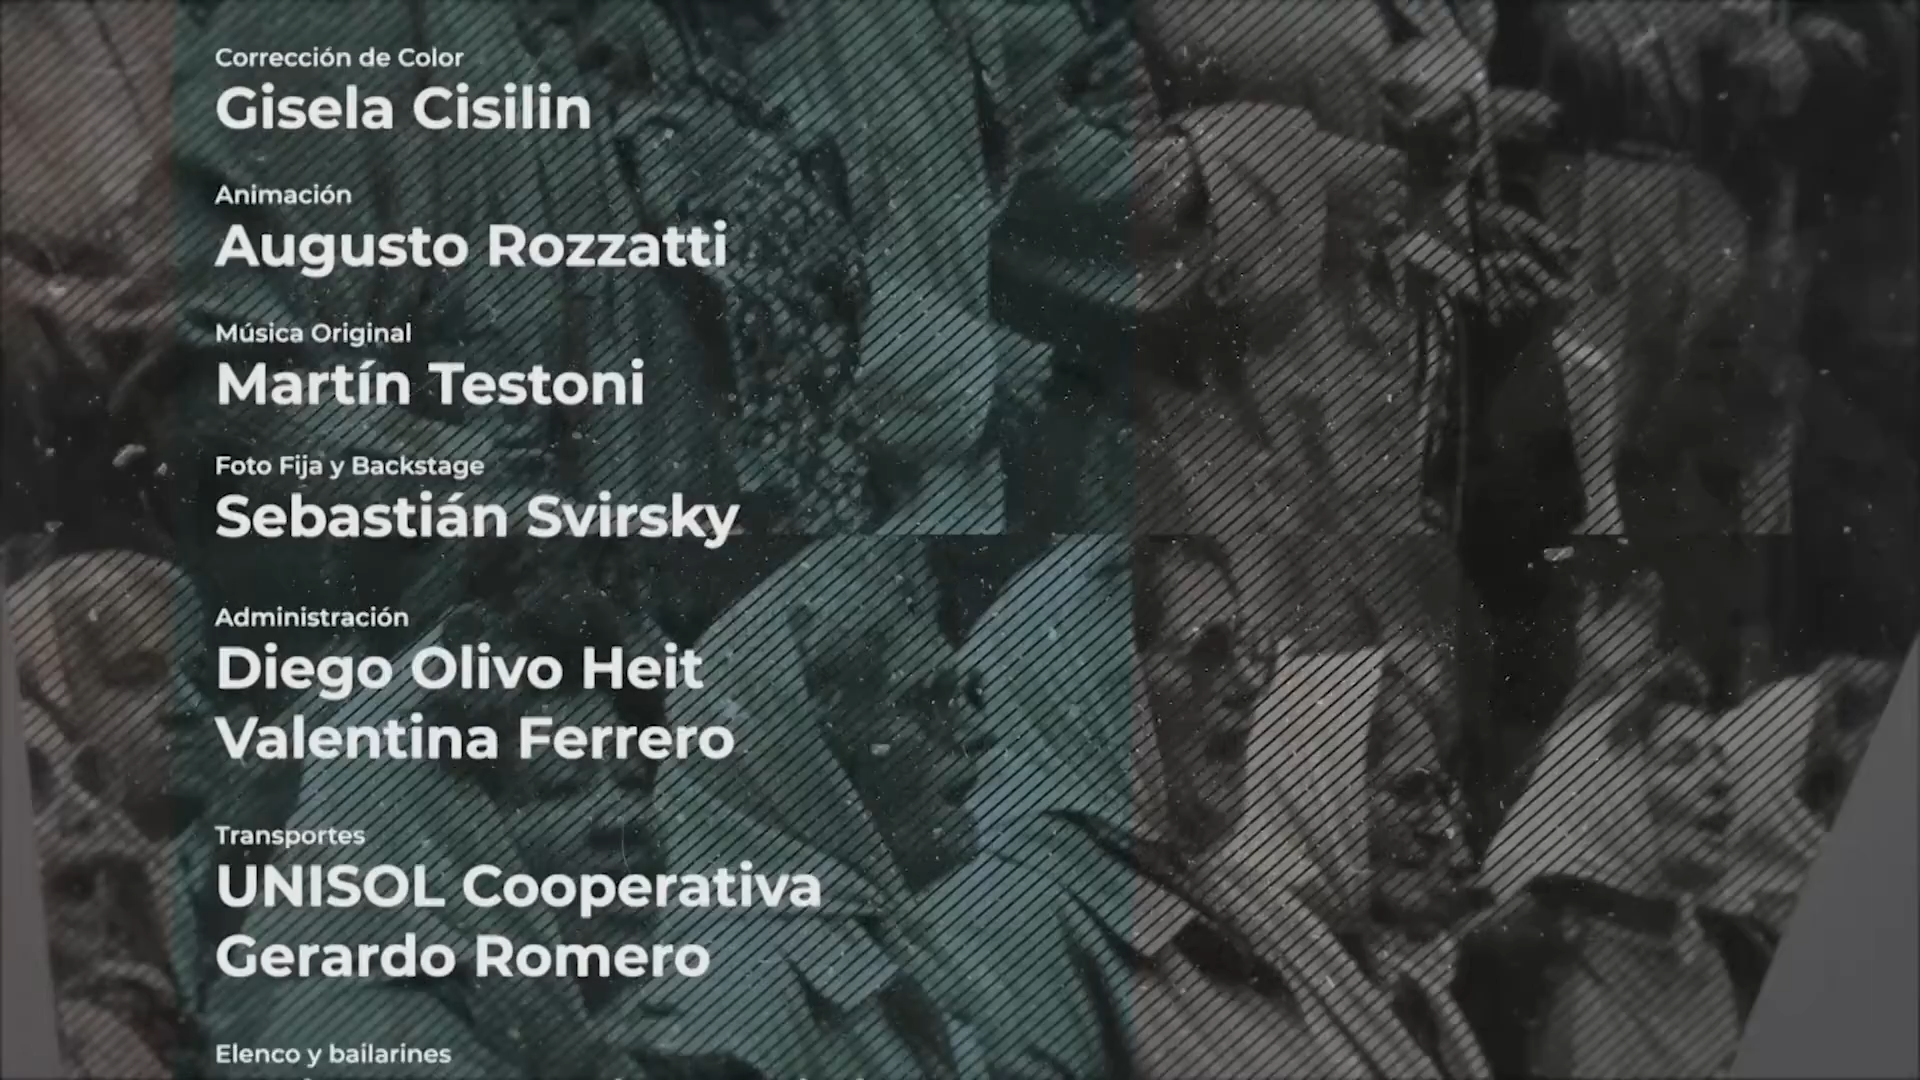 Corrección de Color
Gisela Cisilin
Animación
Augusto Rozzatti
Música Original
Martín Testoni
Foto Fija y Backstage
Sebastián Svirsky
Administración
Diego Olivo Heit
Valentina Ferrero
Transportes
UNISOL Cooperativa
Gerardo Romero
Elenco y bailarines